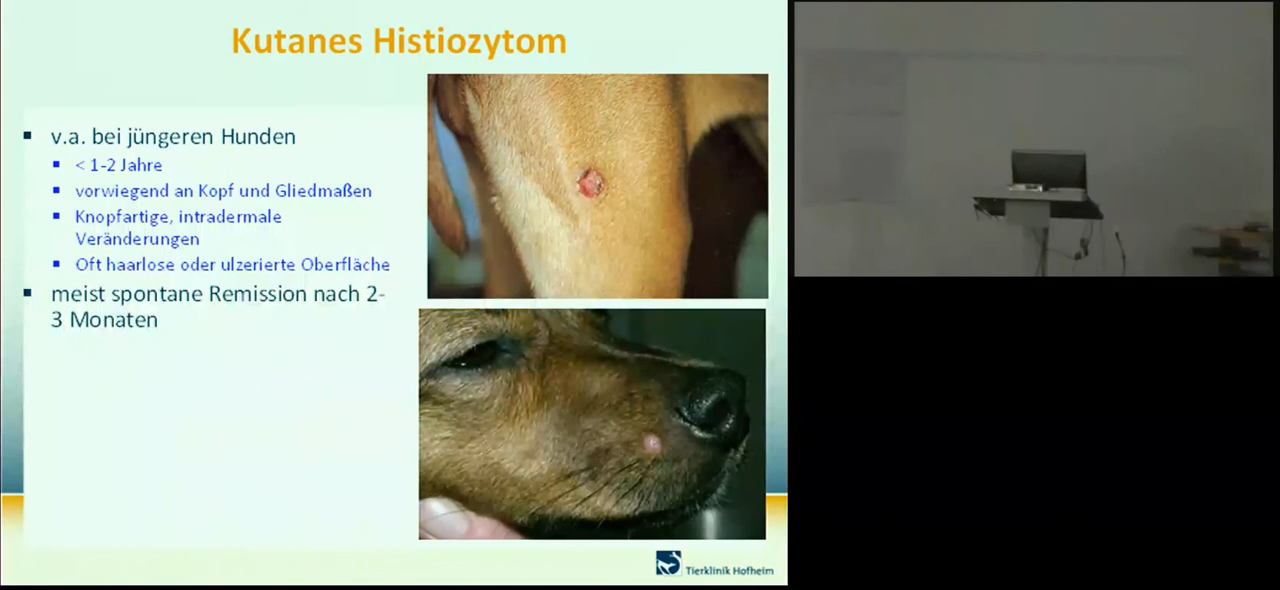 Kutanes Histiozytom
v.a. bei jüngeren Hunden
< 1-2 Jahre
vorwiegend an Kopf und Gliedmaßen
Knopfartige, intradermale
Veränderungen
Oft haarlose oder ulzerierte Oberfläche
meist spontane Remission nach 2-
3 Monaten
Tierklinik Hofheim